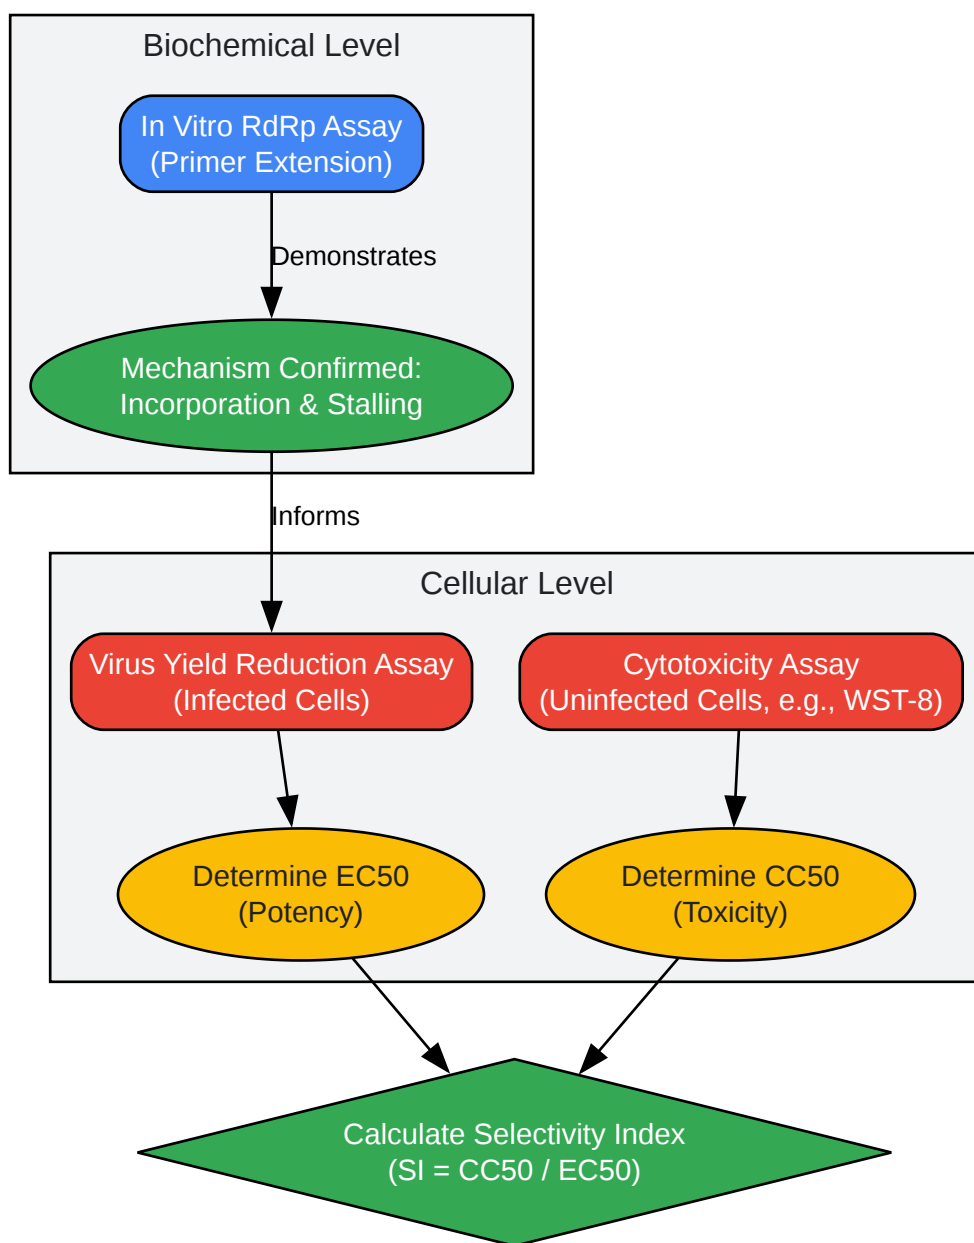 Biochemical Level
In Vitro RdRp Assay
(Primer Extension)
Demonstrates
Mechanism Confirmed:
Incorporation & Stalling
Informs
Cellular Level
Virus Yield Reduction Assay
(Infected Cells)
Cytotoxicity Assay
(Uninfected Cells, e.g., WST-8)
Determine EC50
(Potency)
Determine CC50
(Toxicity)
Calculate Selectivity Index
(SI = CC50 / EC50)